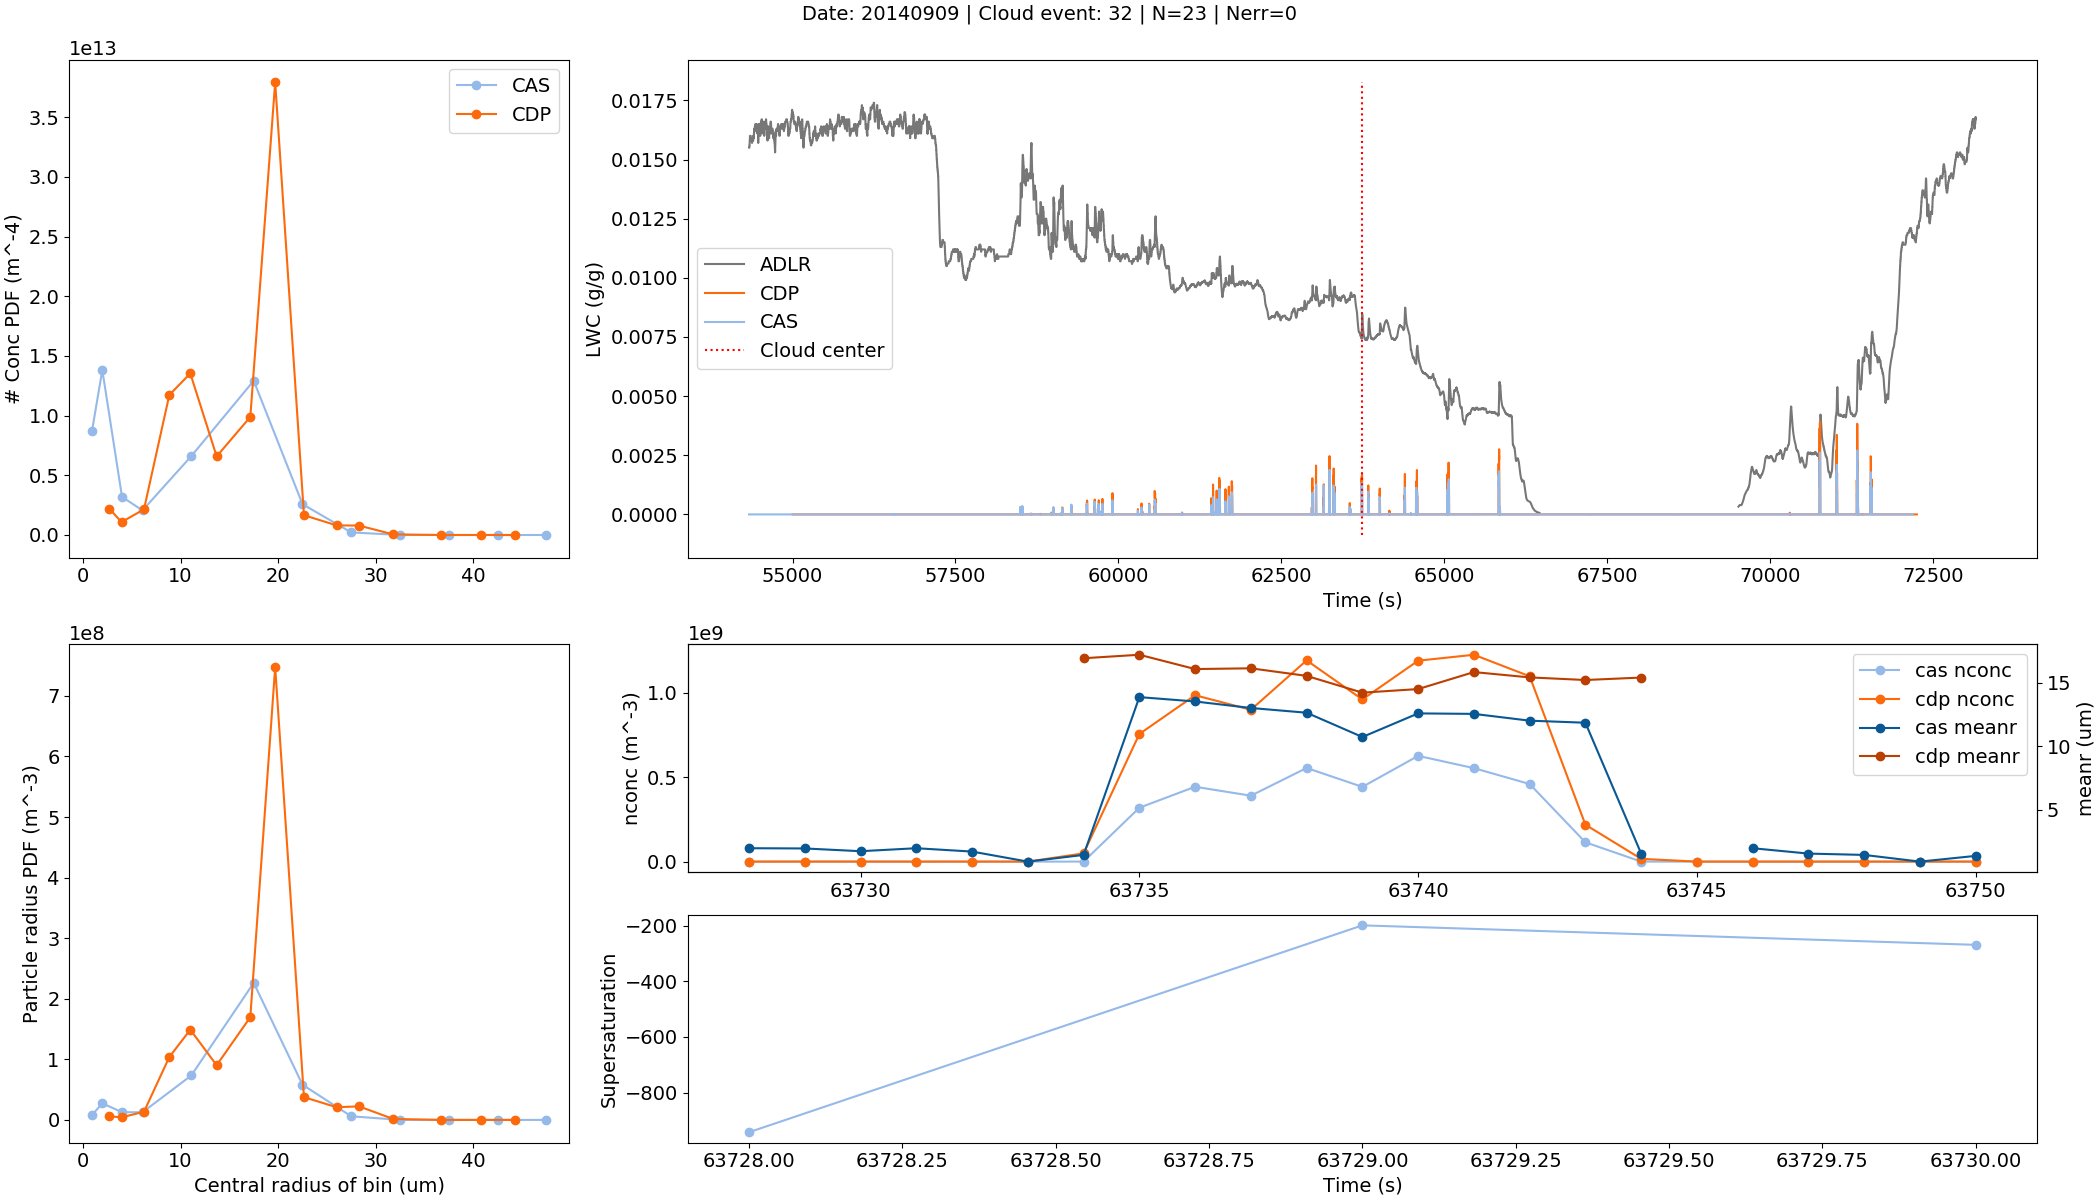 Date: 20140909 | Cloud event: 32 | N=23 | Nerr=0
1e13
# Conc PDF (m^-4)
3.5
3.0
2.5
2.0
1.5
1.0
0.5
0.0
0 10 20 30 40
CAS
CDP
LWC (g/g)
0.0175
0.0150
0.0125
0.0100
0.0075
0.0050
0.0025
0.0000
ADLR
CDP
CAS
Cloud center
55000 57500 60000 62500 65000 67500 70000 72500
Time (s)
1e8
Particle radius PDF (m^-3)
7
6
5
4
3
2
1
0
0 10 20 30 40
Central radius of bin (um)
1e9
nconc (m^-3)
1.0
0.5
0.0
63730 63735 63740 63745 63750
cas nconc
cdp nconc
cas meanr
cdp meanr
15
10
5
meanr (um)
Supersaturation
−200
−400
−600
−800
63728.00 63728.25 63728.50 63728.75 63729.00 63729.25 63729.50 63729.75 63730.00
Time (s)